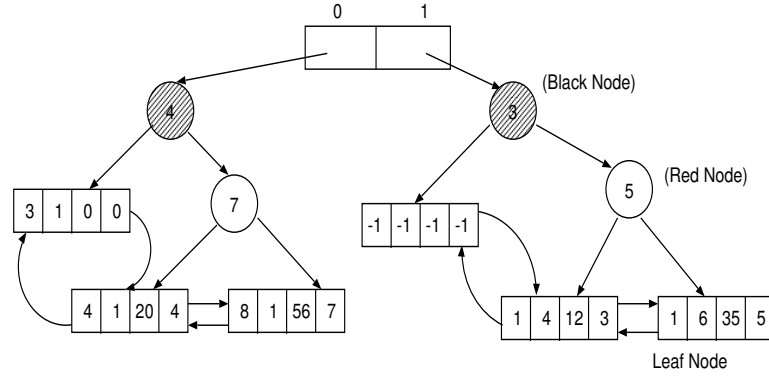 0 1
(Black Node)
4 3
(Red Node)
7 5
3 1 0 0
-1 -1 -1 -1
4 1 20 4
8 1 56 7
1 4 12 3
1 6 35 5
Leaf Node